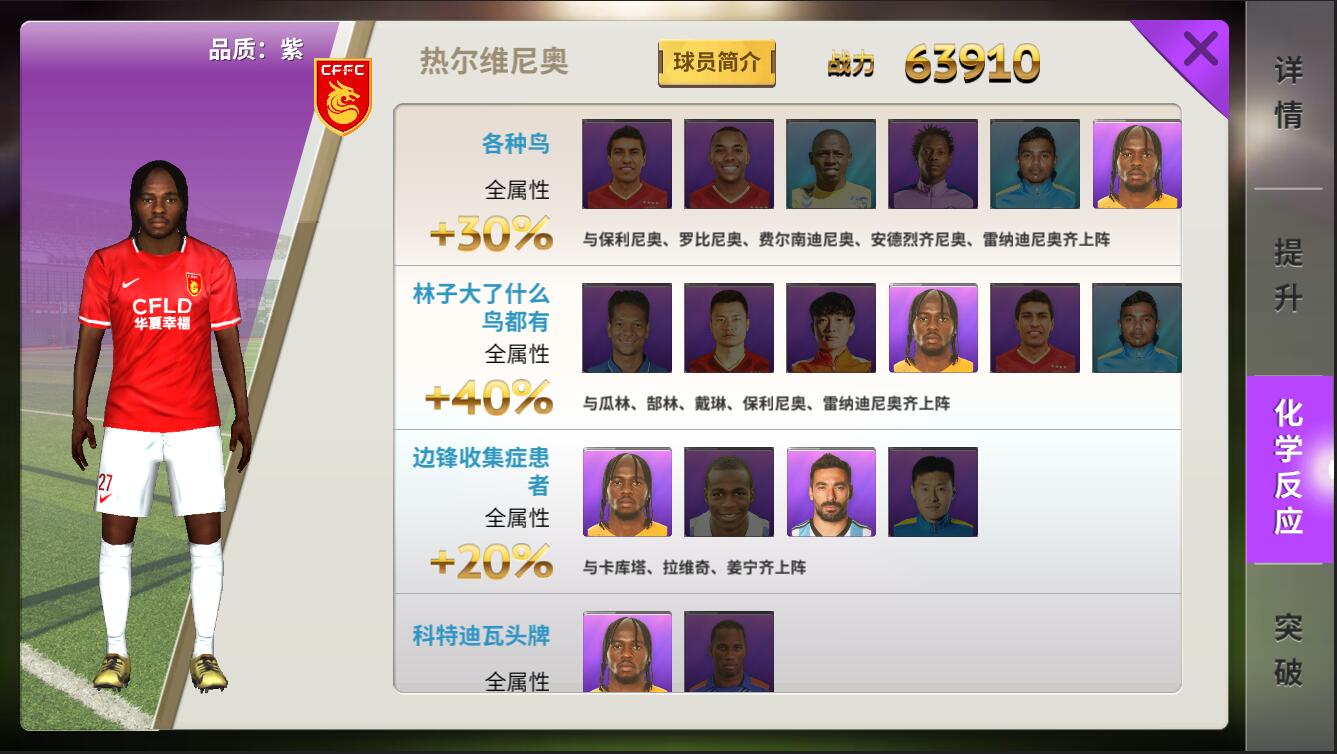 品质：紫
CFFC
热尔维尼奥
球员简介
战力
63910
CFLD
华夏幸福
27
各种鸟
全属性
+30%
与保利尼奥、罗比尼奥、费尔南迪尼奥、安德烈齐尼奥、雷纳迪尼奥齐上阵
林子大了什么
鸟都有
全属性
+40%
与瓜林、郜林、戴琳、保利尼奥、雷纳迪尼奥齐上阵
边锋收集症患
者
全属性
+20%
与卡库塔、拉维奇、姜宁齐上阵
科特迪瓦头牌
全属性
详情
提升
化学反应
突破